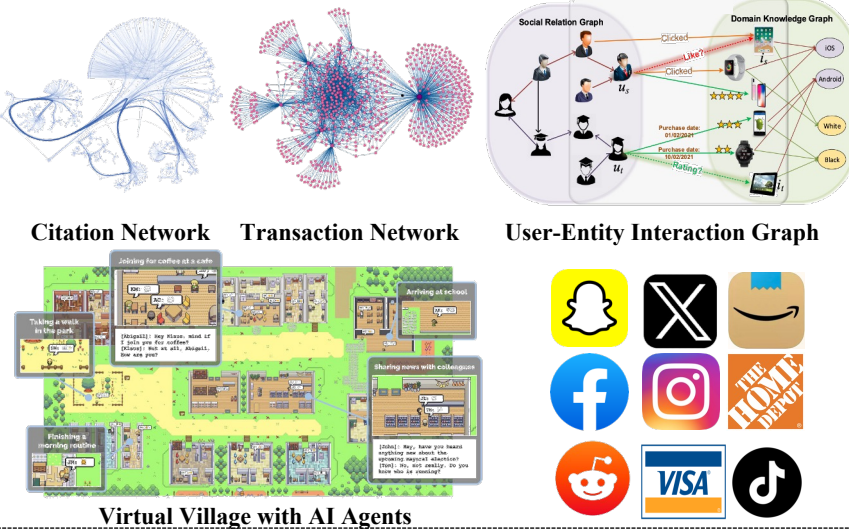 Social Relation Graph
Domain Knowledge Graph
Clicked
Like?
Clicked
iOS
Android
White
Black
Purchase date:
01/02/2021
Purchase date:
10/02/2021
Rating?
u_s
u_t
i_s
i_t
Citation Network
Transaction Network
User-Entity Interaction Graph
Joining for coffee at a cafe
[Abigail]: Hey Klaus, mind if
I join you for coffee?
[Klaus]: Not at all, Abigail.
How are you?
Taking a walk
in the park
Arriving at school
Sharing news with colleagues
[John]: Hey, have you heard
anything new about the
upcoming mayoral election?
[Tom]: No, not really. Do you
know who is running?
Finishing a
morning routine
THE
HOME
DEPOT
VISA
Virtual Village with AI Agents